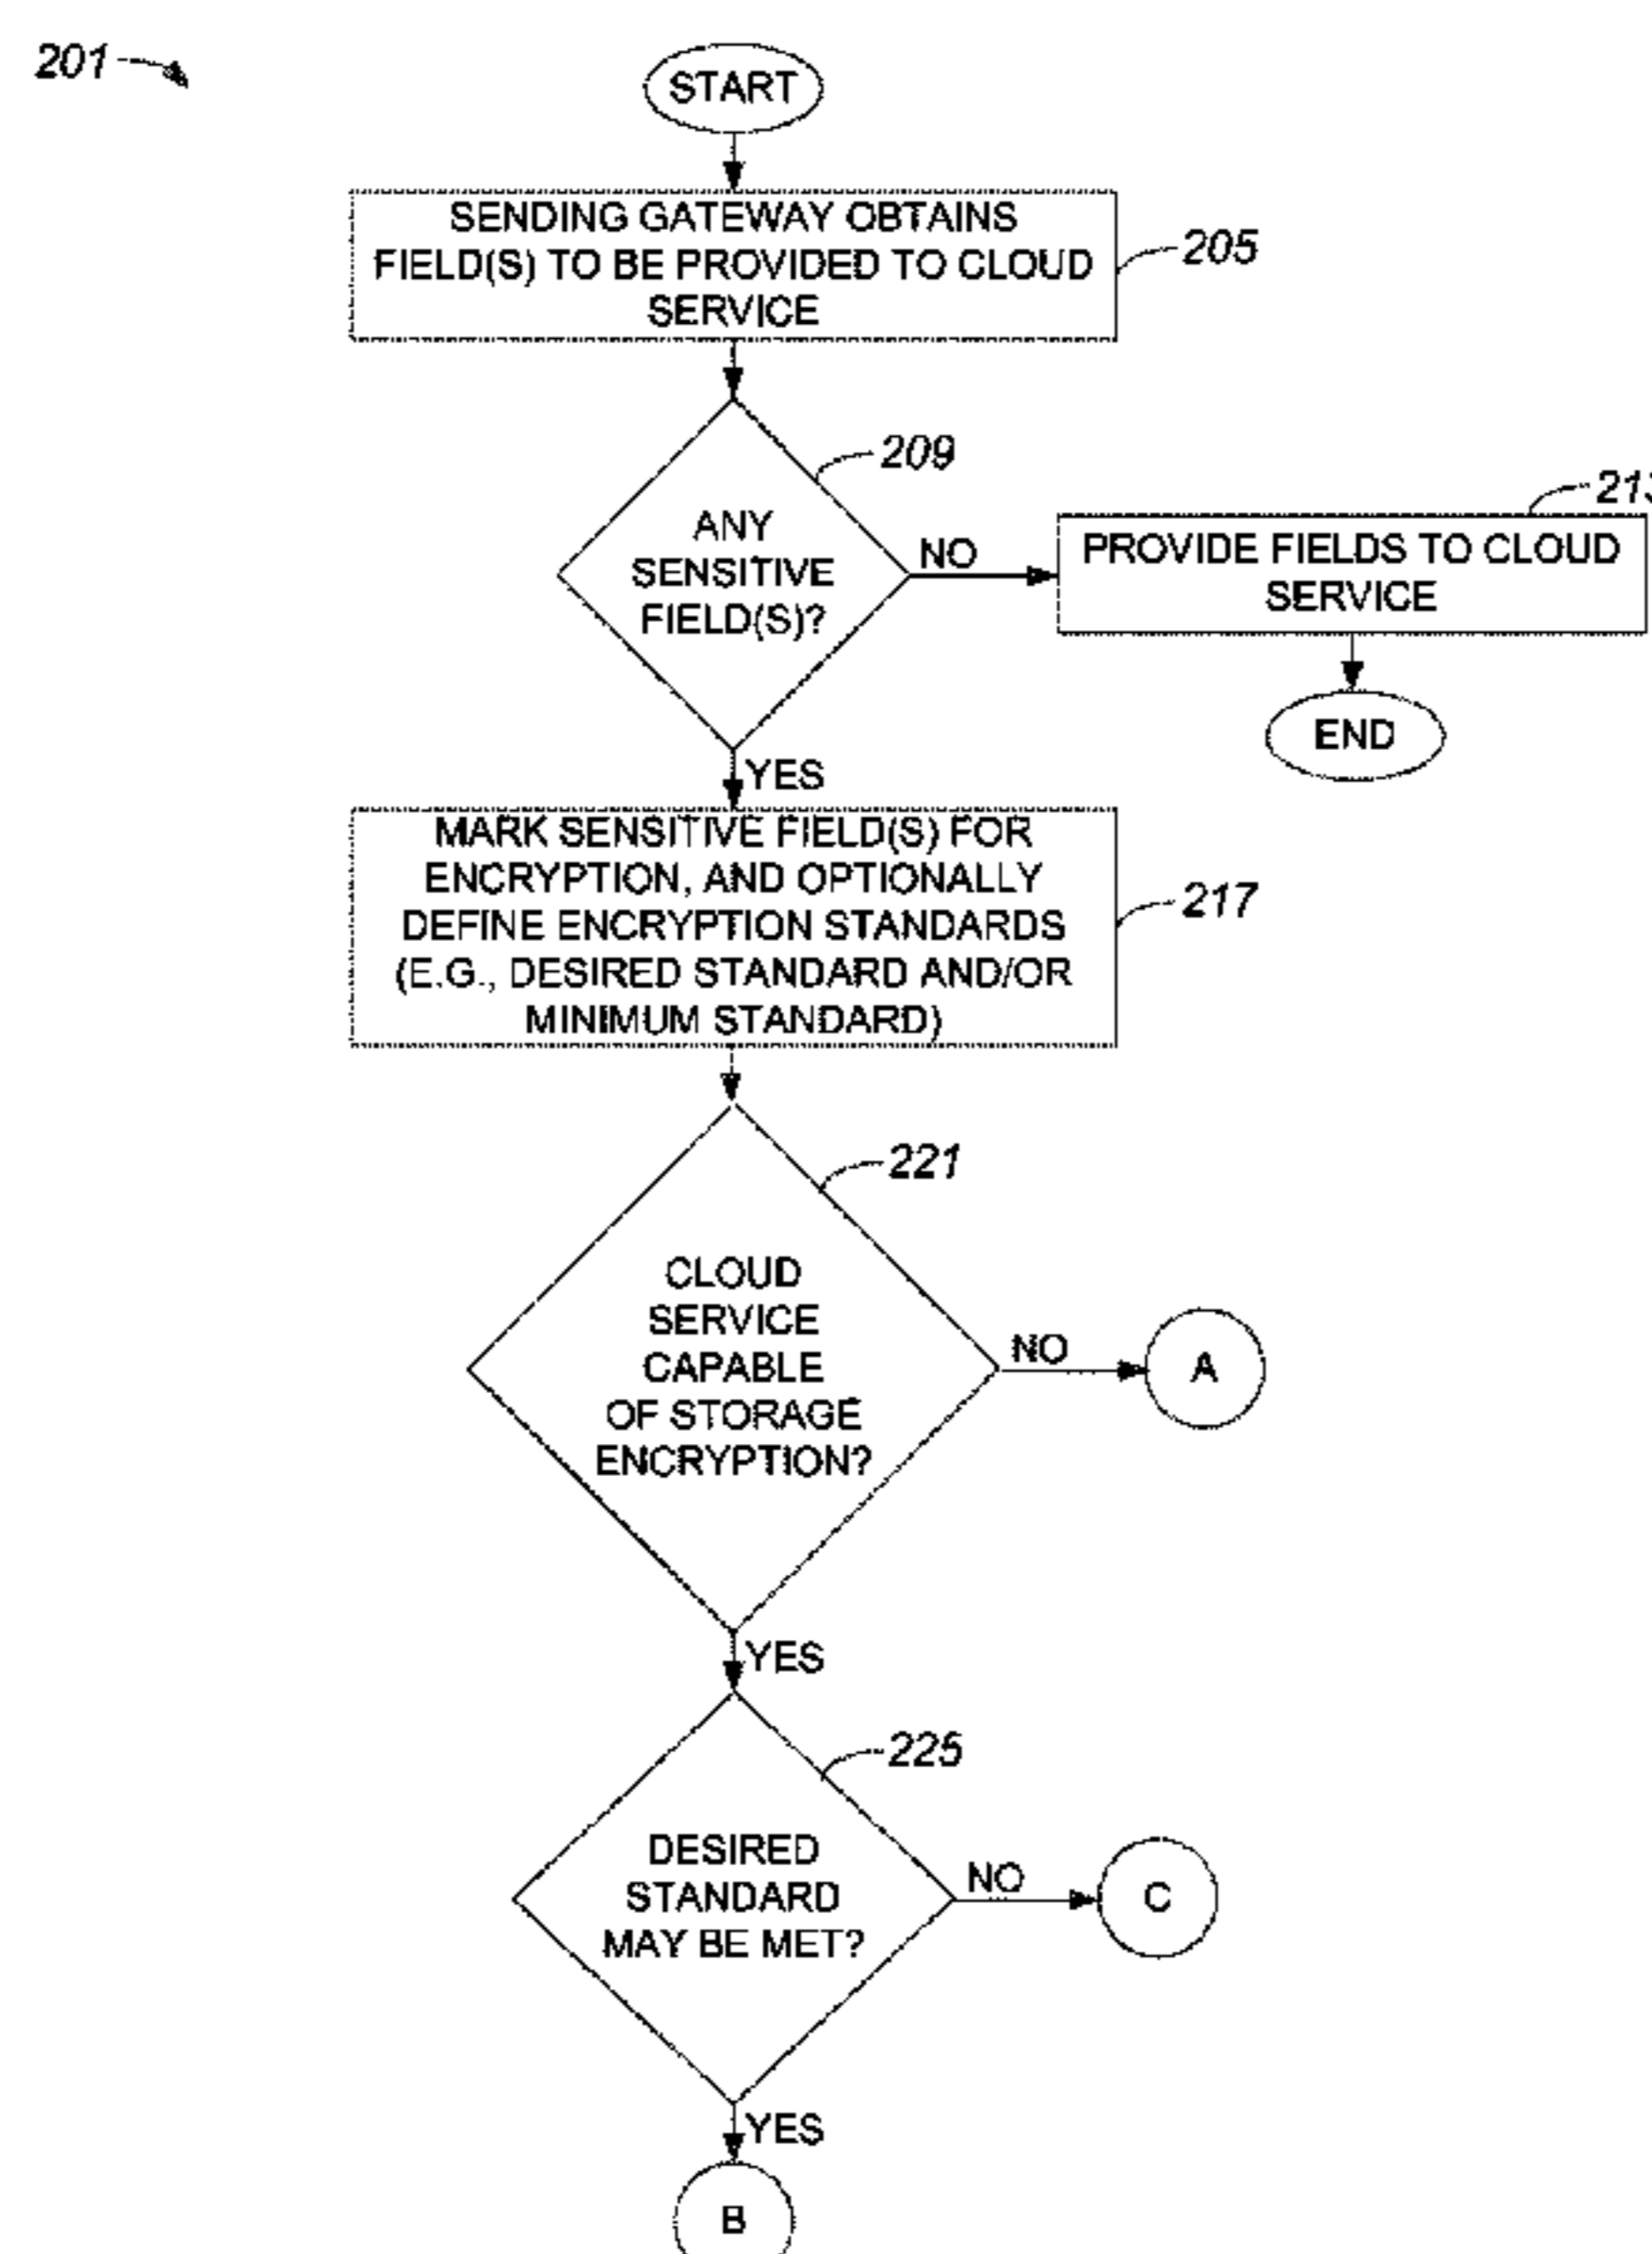 201
START
SENDING GATEWAY OBTAINS
FIELD(S) TO BE PROVIDED TO CLOUD
SERVICE
205
209
ANY
SENSITIVE
FIELD(S)?
NO
213
PROVIDE FIELDS TO CLOUD
SERVICE
END
YES
MARK SENSITIVE FIELD(S) FOR
ENCRYPTION, AND OPTIONALLY
DEFINE ENCRYPTION STANDARDS
(E.G., DESIRED STANDARD AND/OR
MINIMUM STANDARD)
217
221
CLOUD
SERVICE
CAPABLE
OF STORAGE
ENCRYPTION?
NO
A
YES
225
DESIRED
STANDARD
MAY BE MET?
NO
C
YES
B